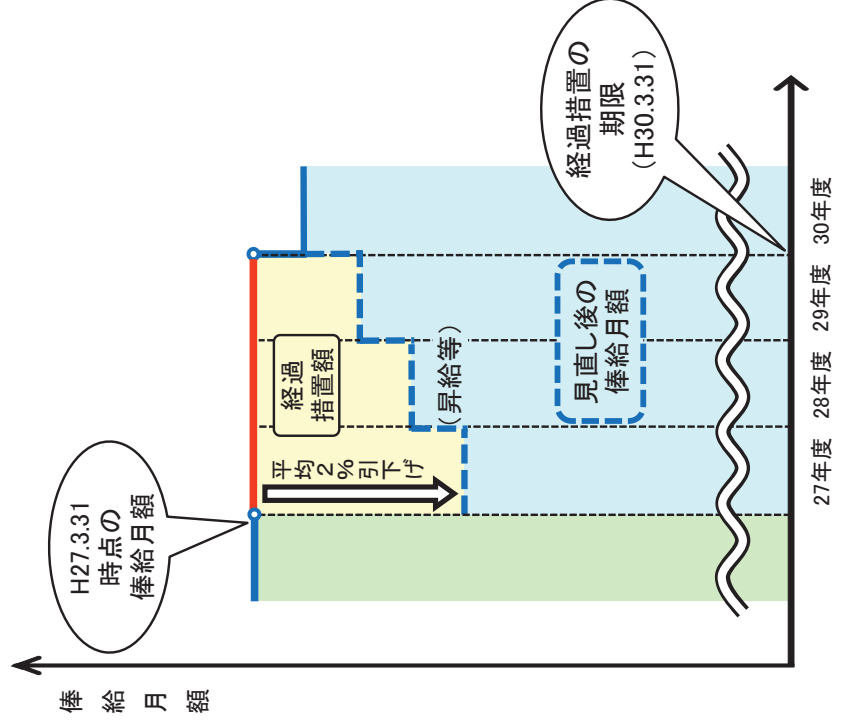 俸給月額
H27.3.31
時点の
俸給月額
平均2%引下げ
経過
措置額
(昇給等)
見直し後の
俸給月額
経過措置の
期限
(H30.3.31)
27年度 28年度 29年度 30年度